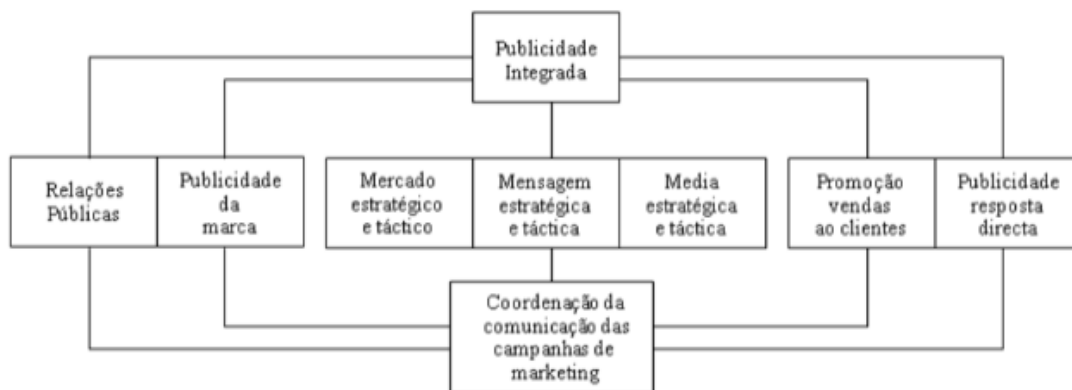 Publicidade
Integrada
Relações
Públicas
Publicidade
da
marca
Mercado
estratégico
e táctico
Mensagem
estratégica
e táctica
Media
estratégica
e táctica
Promoção
vendas
ao clientes
Publicidade
resposta
directa
Coordenação da
comunicação das
campanhas de
marketing